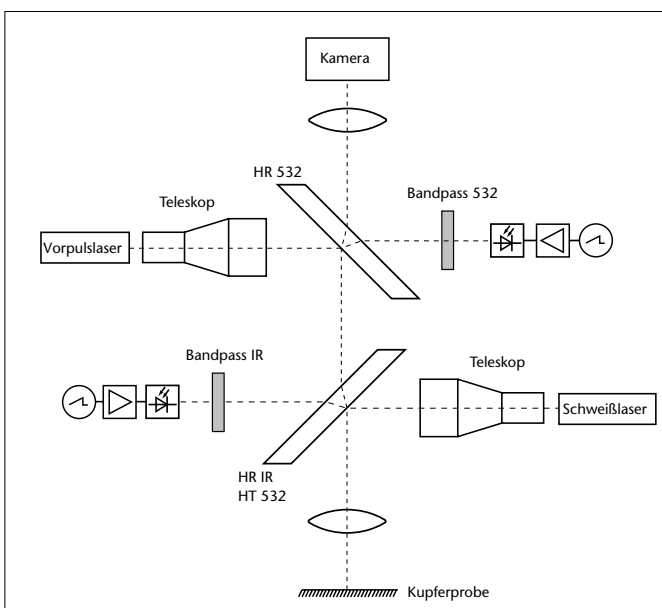 Kamera
HR 532
Bandpass 532
Teleskop
Vorpulslaser
Bandpass IR
Teleskop
Schweißlaser
HR IR
HT 532
Kupferprobe